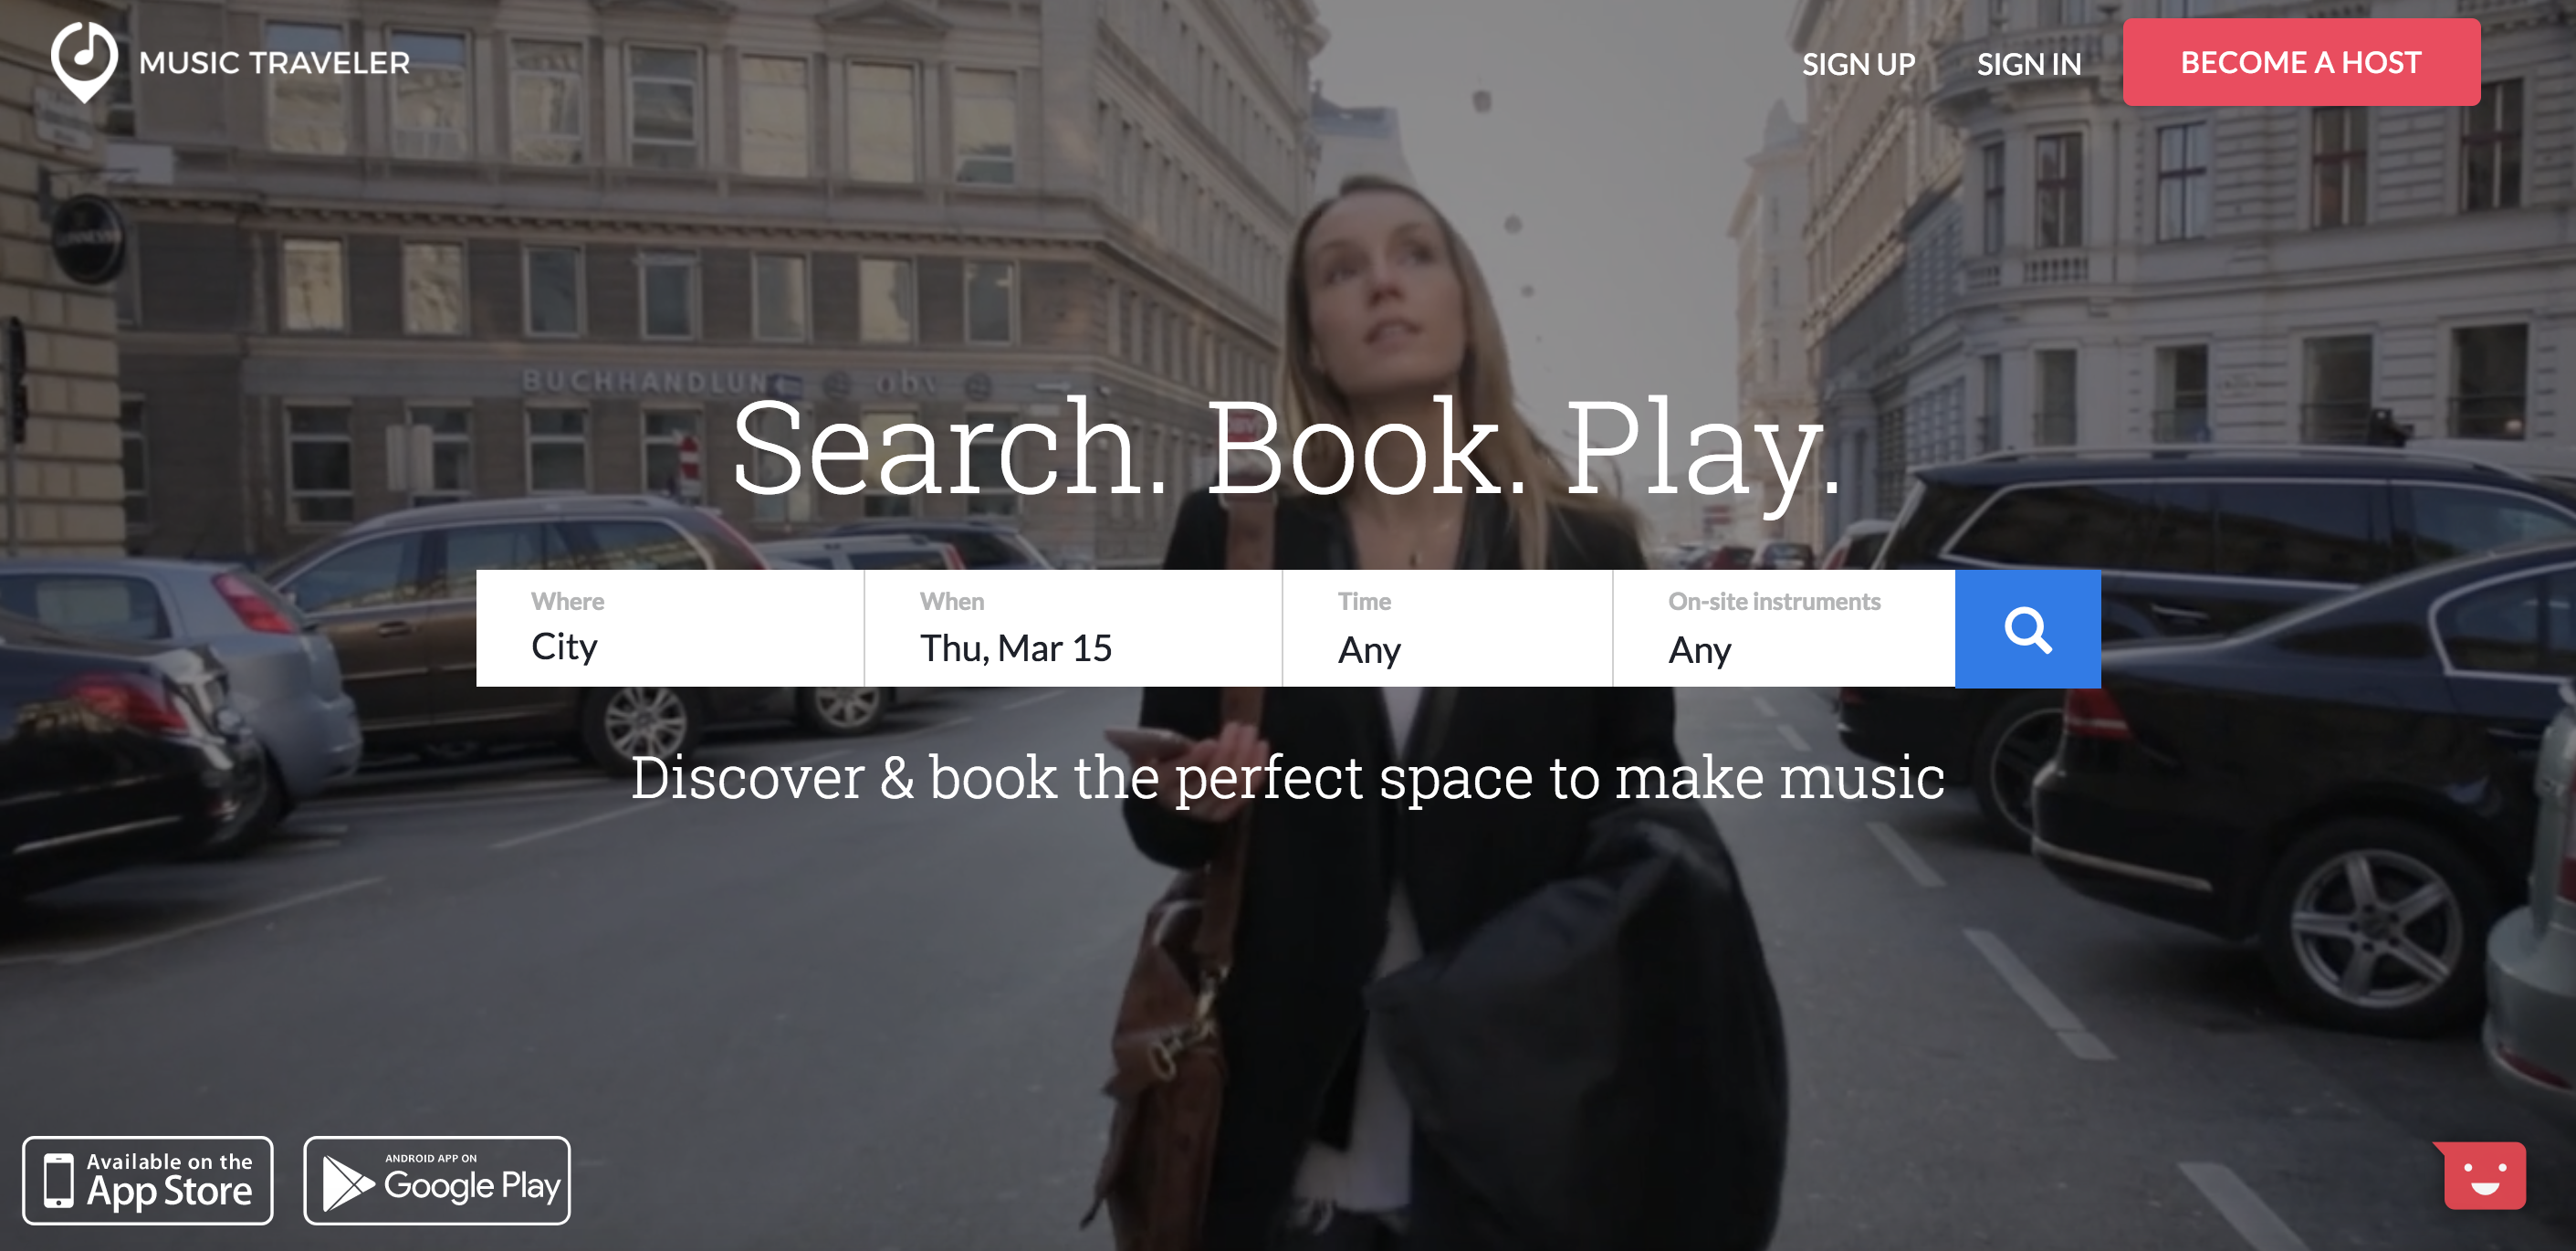 MUSIC TRAVELER
SIGN UP
SIGN IN
BECOME A HOST
GUINNESS
BUCHHANDLUNG öbv
Search. Book. Play.
Where
City
When
Thu, Mar 15
Time
Any
On-site instruments
Any
Discover & book the perfect space to make music
Available on the
App Store
ANDROID APP ON
Google Play